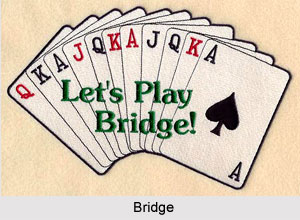 Q K A J Q K A J Q K A
Let's Play
Bridge!
A
Bridge